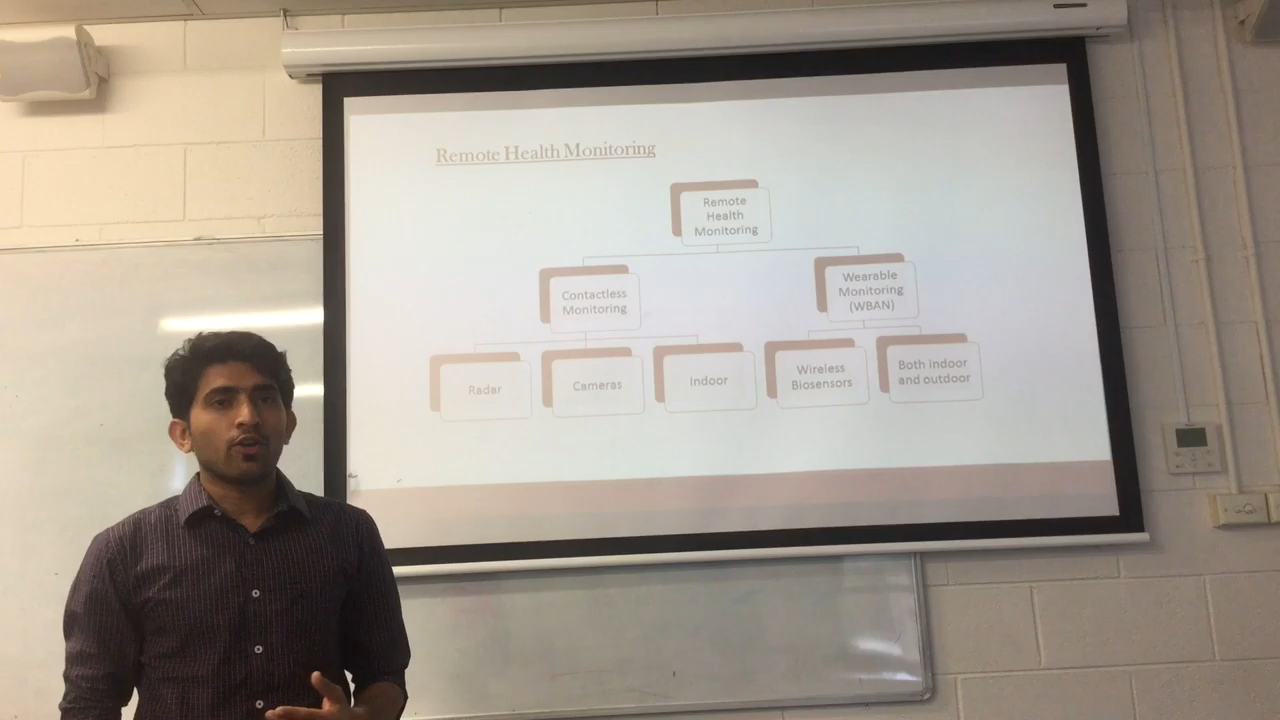 Remote Health Monitoring
Remote
Health
Monitoring
Contactless
Monitoring
Wearable
Monitoring
(WBAN)
Radar
Cameras
Indoor
Wireless
Biosensors
Both indoor
and outdoor